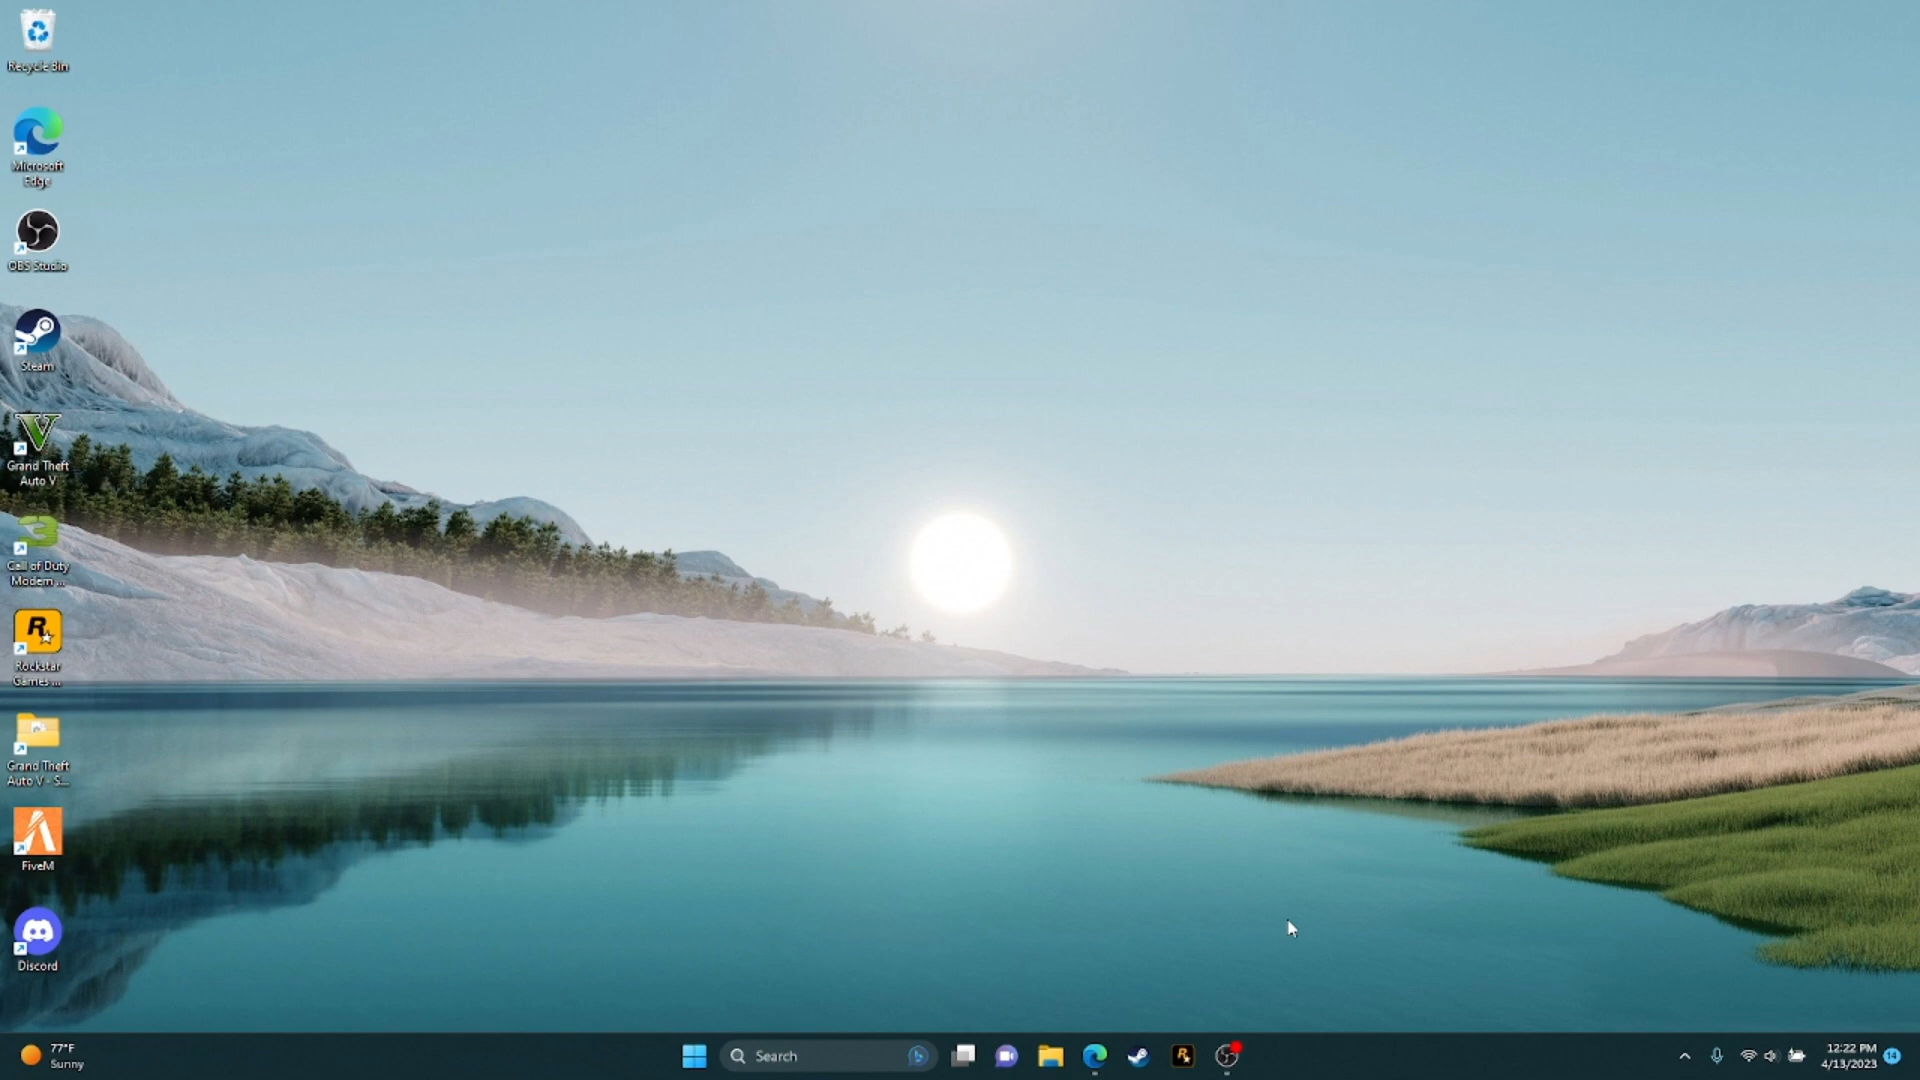 Recycle Bin
Microsoft
Edge
OBS Studio
Steam
Grand Theft
Auto V
Call of Duty
Modern ...
Rockstar
Games ...
Grand Theft
Auto V - S...
FiveM
Discord
77°F
Sunny
Search
12:22 PM
4/13/2023
14